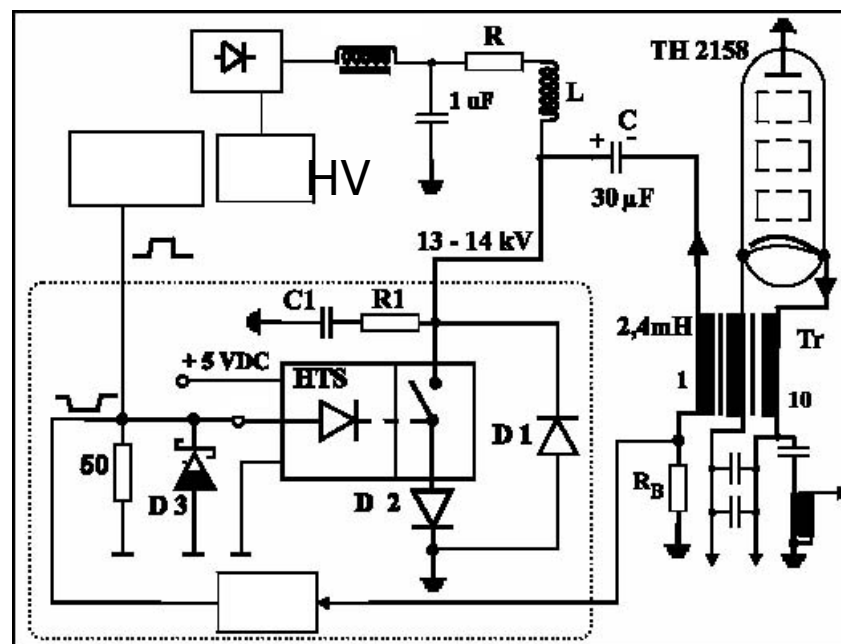 R
TH 2158
L
1 uF
C
+ -
HV
30 µF
13 - 14 kV
C1
R1
2,4mH
Tr
+ 5 VDC
HTS
1
10
D 1
50
D 3
D 2
R_B